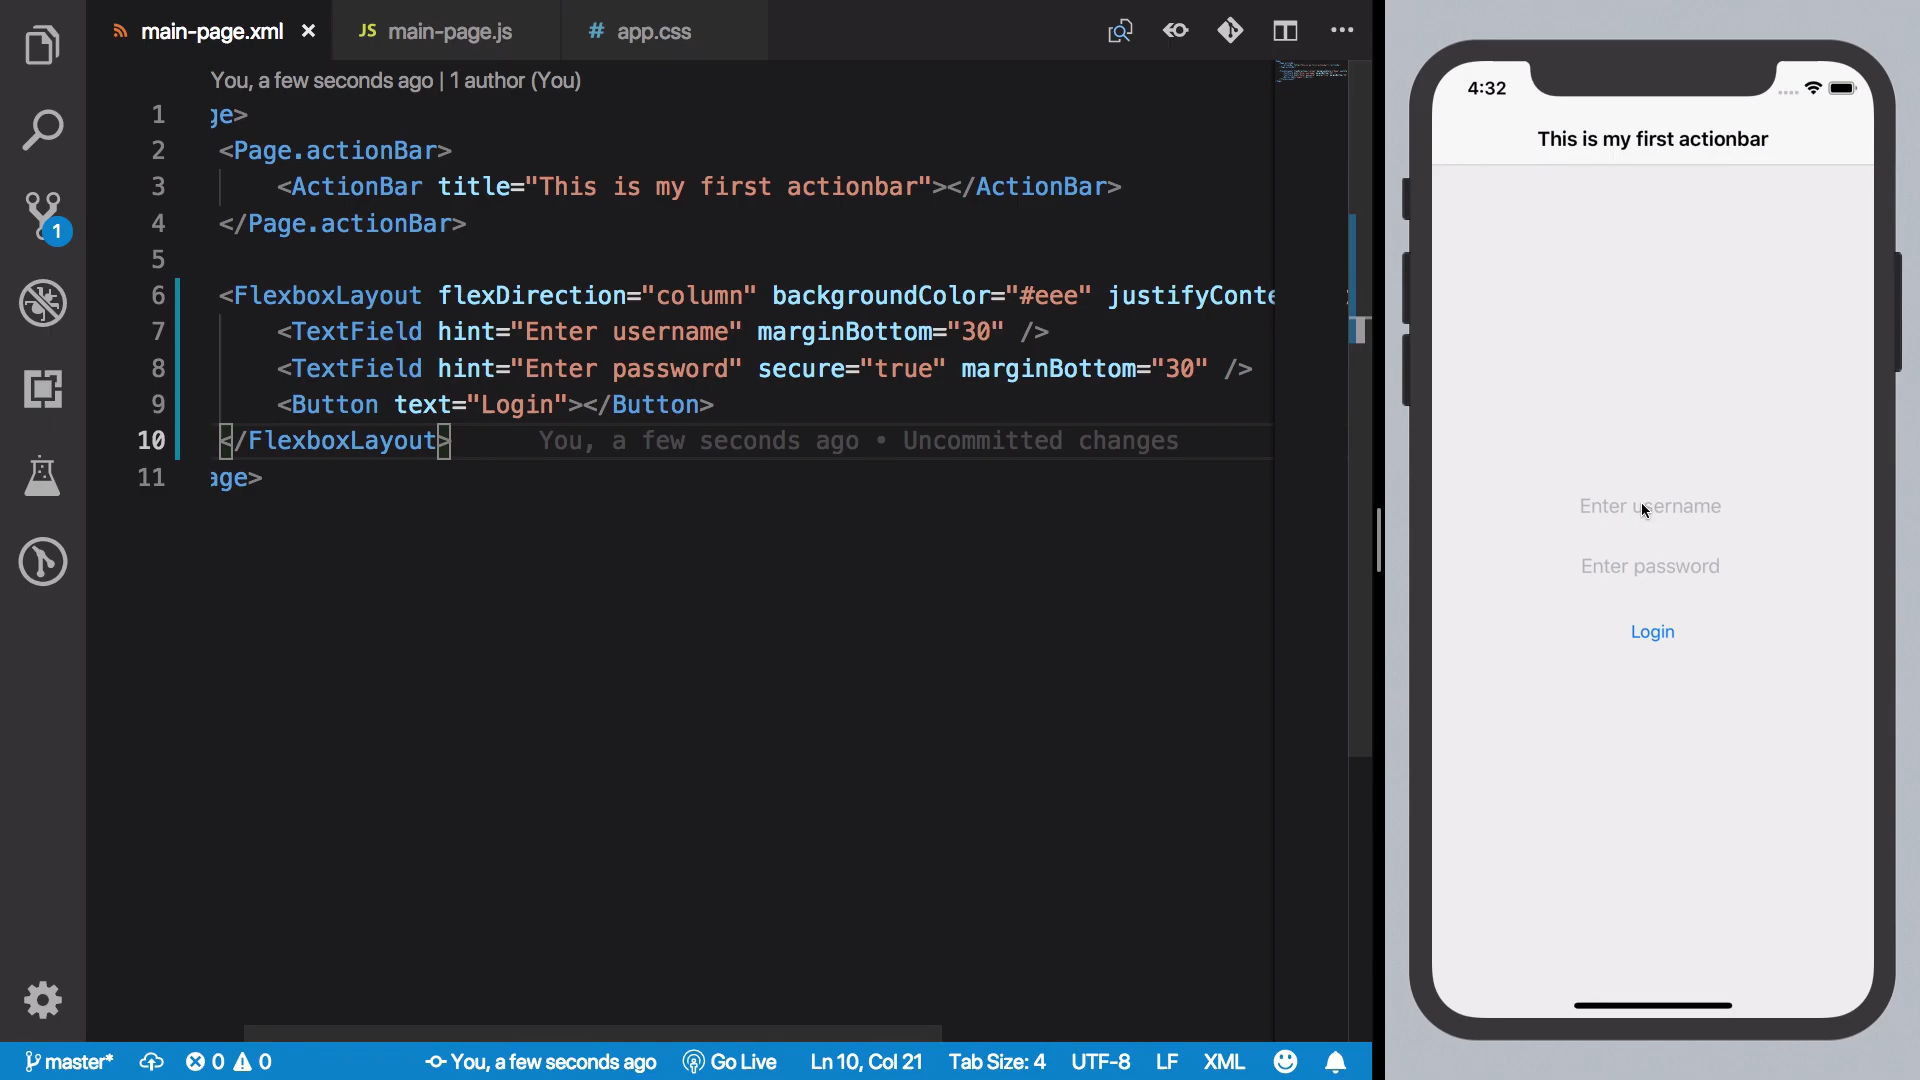 main-page.xml
JS main-page.js
# app.css
You, a few seconds ago | 1 author (You)
1 ge>
2 <Page.actionBar>
3 <ActionBar title="This is my first actionbar"></ActionBar>
4 </Page.actionBar>
5
6 <FlexboxLayout flexDirection="column" backgroundColor="#eee" justifyConte
7 <TextField hint="Enter username" marginBottom="30" />
8 <TextField hint="Enter password" secure="true" marginBottom="30" />
9 <Button text="Login"></Button>
10 </FlexboxLayout> You, a few seconds ago • Uncommitted changes
11 age>
1
master* 0 0 You, a few seconds ago Go Live Ln 10, Col 21 Tab Size: 4 UTF-8 LF XML
4:32
This is my first actionbar
Enter username
Enter password
Login